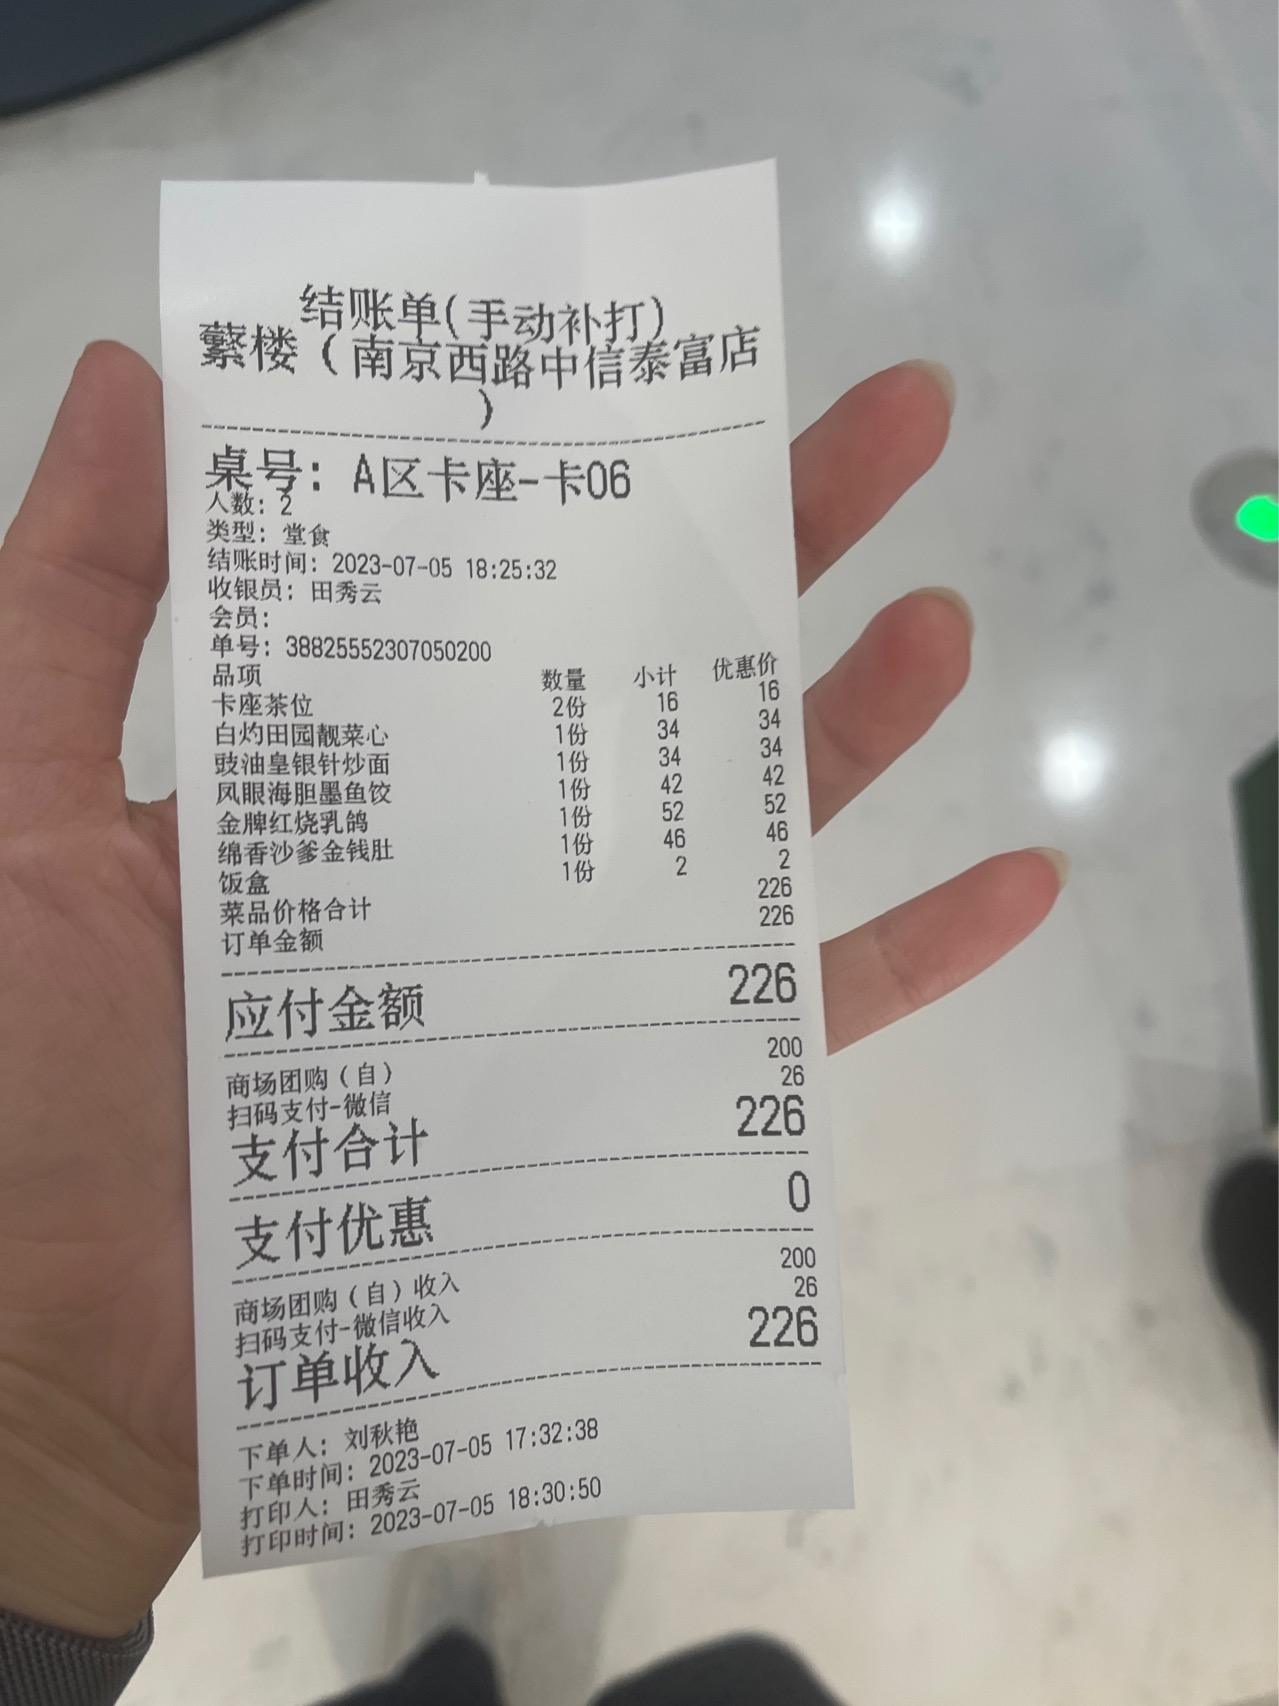 结账单(手动补打)
蘩楼（南京西路中信泰富店
）
桌号：A区卡座-卡06
人数：2
类型：堂食
结账时间：2023-07-05 18:25:32
收银员：田秀云
会员：
单号：38825552307050200
品项 数量 小计 优惠价
卡座茶位 2份 16 16
白灼田园靓菜心 1份 34 34
豉油皇银针炒面 1份 34 34
凤眼海胆墨鱼饺 1份 42 42
金牌红烧乳鸽 1份 52 52
绵香沙爹金钱肚 1份 46 46
饭盒 1份 2 2
菜品价格合计 226
订单金额 226
应付金额 226
商场团购（自） 200
扫码支付-微信 26
支付合计 226
支付优惠 0
商场团购（自）收入 200
扫码支付-微信收入 26
订单收入 226
下单人：刘秋艳
下单时间：2023-07-05 17:32:38
打印人：田秀云
打印时间：2023-07-05 18:30:50